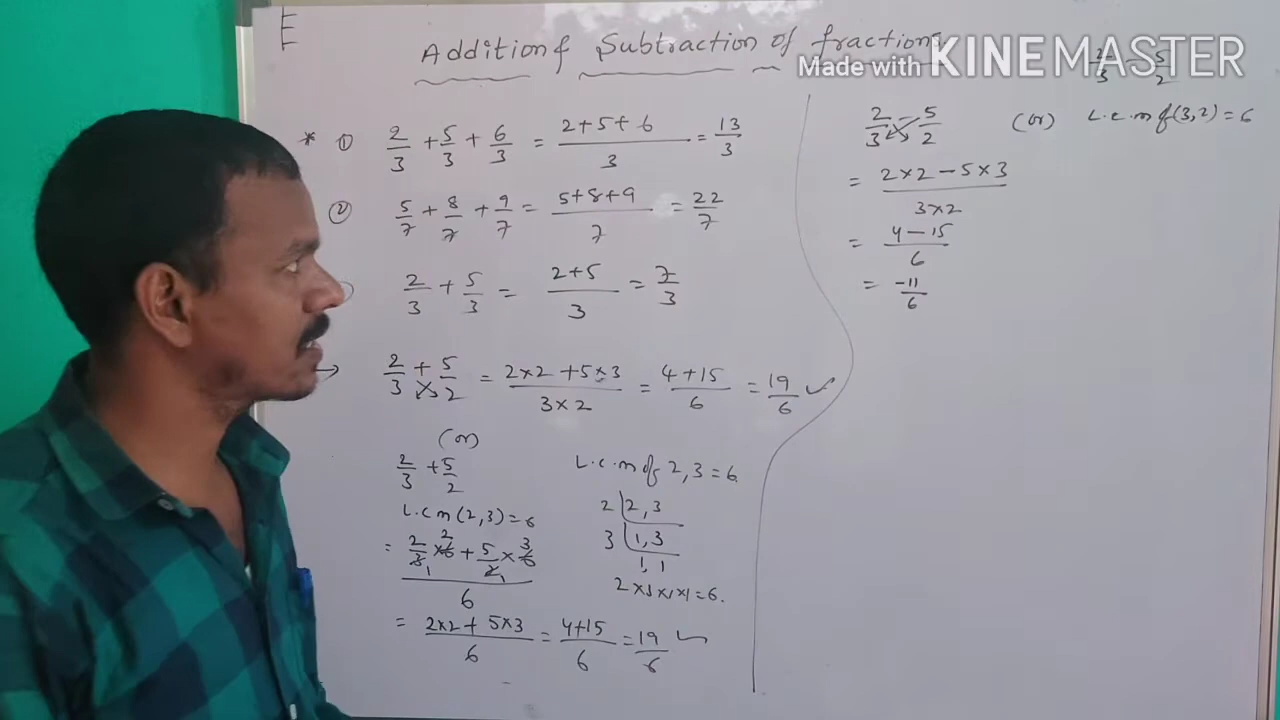 E
Addition & Subtraction of fractions
Made with KINEMASTER
* ① 2/3 + 5/3 + 6/3 = (2+5+6)/3 = 13/3
② 5/7 + 8/7 + 9/7 = (5+8+9)/7 = 22/7
2/3 + 5/3 = (2+5)/3 = 7/3
→ 2/3 + 5/2 = (2×2 + 5×3)/(3×2) = (4+15)/6 = 19/6 ✓
(or)
2/3 + 5/2
L.C.M (2,3) = 6
= (2/3 × 6 2 + 5/2 × 6 3)/6
= (2×2 + 5×3)/6 = (4+15)/6 = 19/6 ✓
L.C.M of 2, 3 = 6
2 | 2, 3
3 | 1, 3
1, 1
2×3×1×1 = 6.
2/3 - 5/2
= (2×2 - 5×3)/(3×2)
= (4-15)/6
= -11/6
(or)
2/3 - 5/2
L.C.M of (3,2) = 6